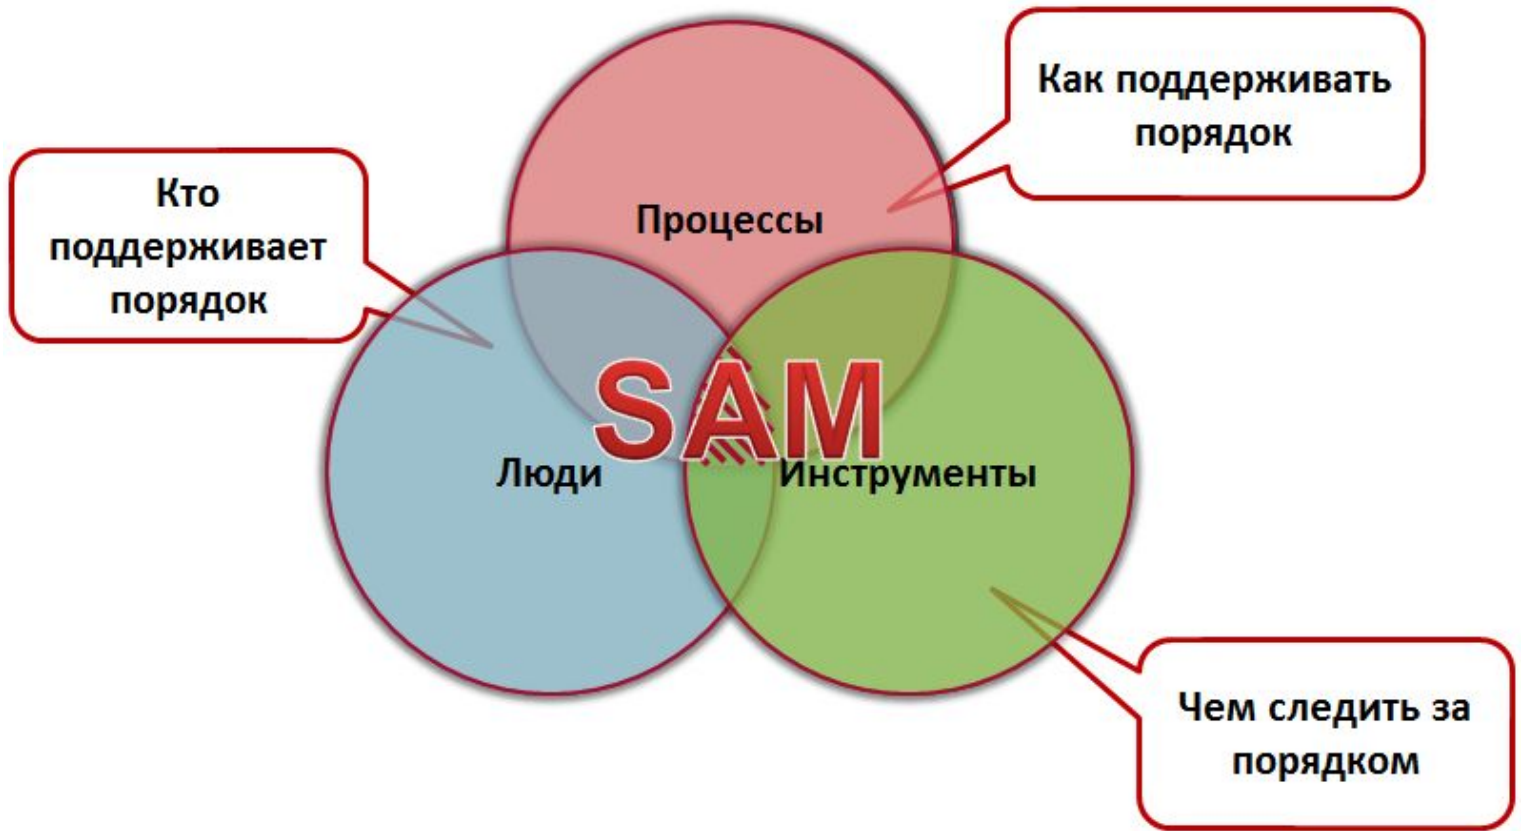 Как поддерживать
порядок
Кто
поддерживает
порядок
Процессы
SAM
Люди
Инструменты
Чем следить за
порядком